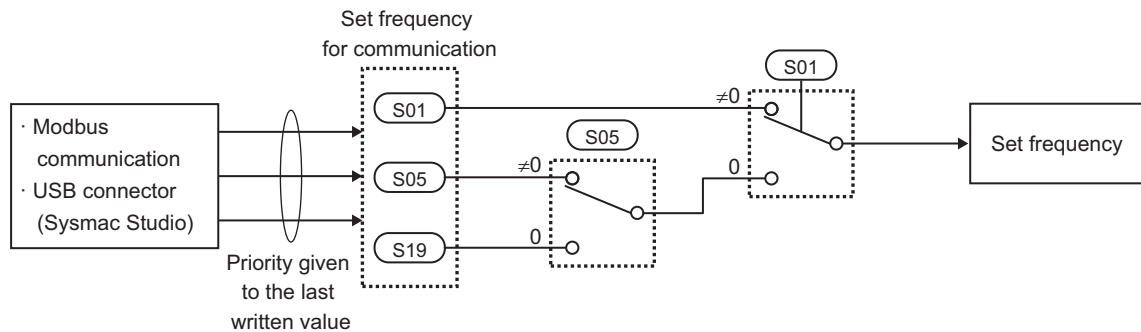 Set frequency
for communication
S01
S01
≠0
· Modbus
communication
· USB connector
(Sysmac Studio)
S05
Set frequency
S05
≠0
0
S19
0
Priority given
to the last
written value